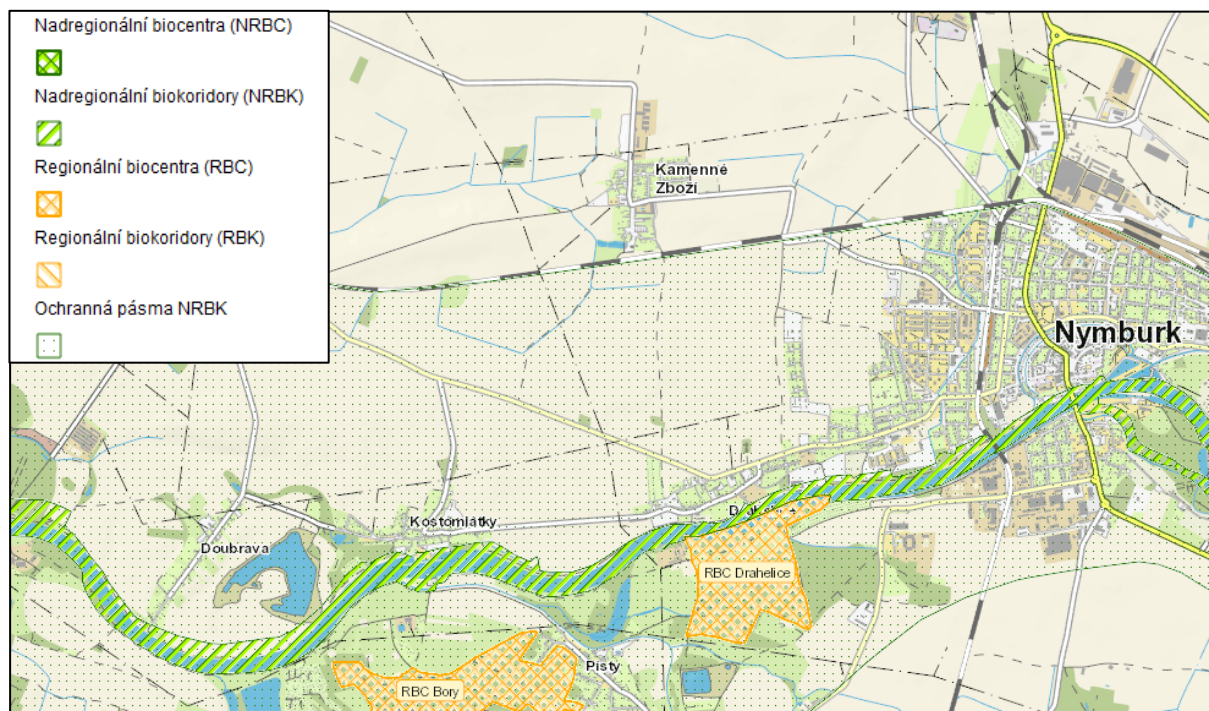 Nadregionální biocentra (NRBC)
Nadregionální biokoridory (NRBK)
Regionální biocentra (RBC)
Regionální biokoridory (RBK)
Ochranná pásma NRBK
Kamenné
Zboží
Nymburk
Kostomlátky
Doubrava
RBC Drahelice
Písty
RBC Bory